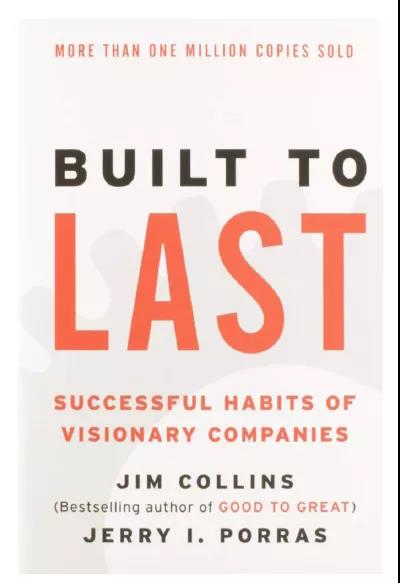 MORE THAN ONE MILLION COPIES SOLD
BUILT TO
LAST
SUCCESSFUL HABITS OF
VISIONARY COMPANIES
JIM COLLINS
(Bestselling author of GOOD TO GREAT)
JERRY I. PORRAS